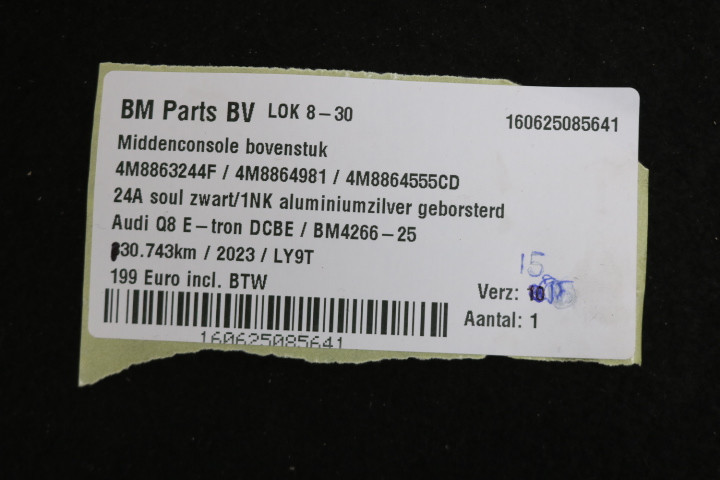 BM Parts BV LOK 8-30
160625085641
Middenconsole bovenstuk
4M8863244F / 4M8864981 / 4M8864555CD
24A soul zwart/1NK aluminiumzilver geborsterd
Audi Q8 E-tron DCBE / BM4266-25
30.743km / 2023 / LY9T
199 Euro incl. BTW
15
Verz:
Aantal: 1
160625085641